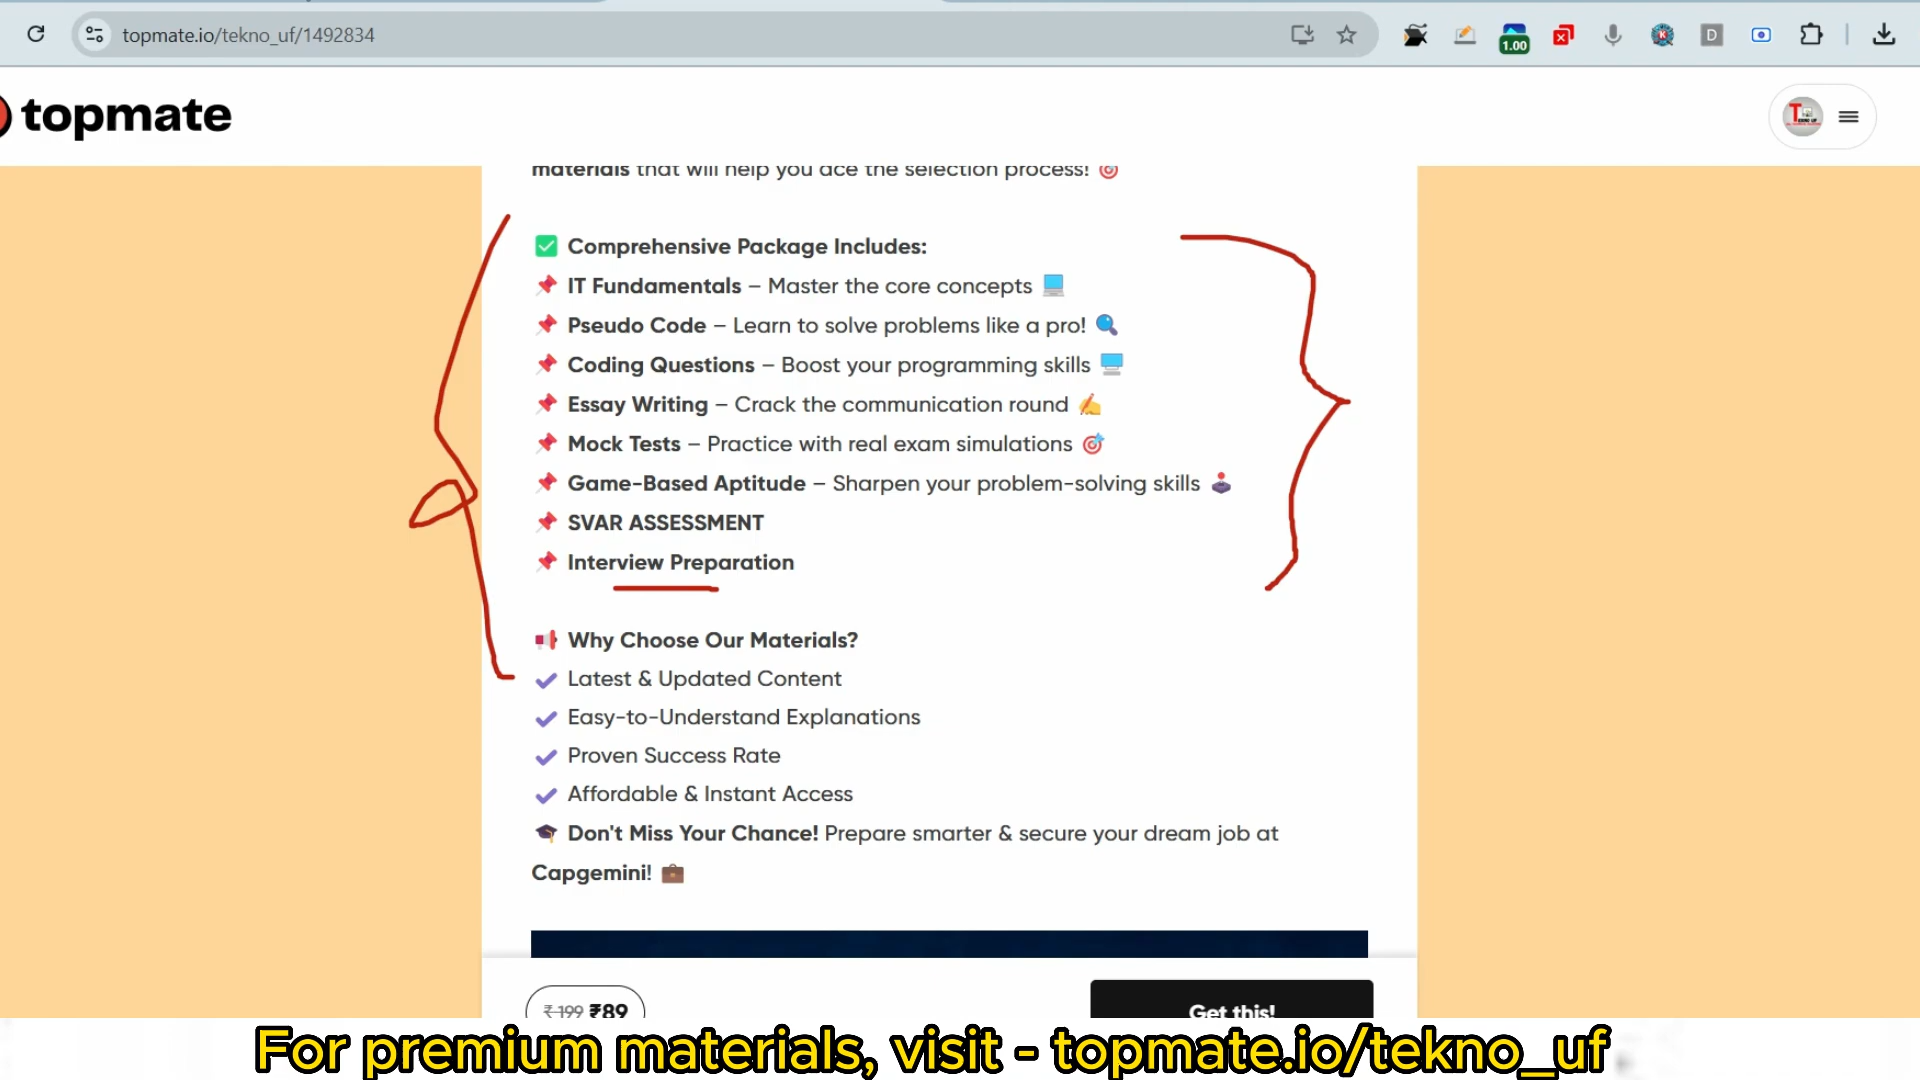 topmate.io/tekno_uf/1492834
1.00
D
topmate
materials that will help you ace the selection process! 🎯
✅ Comprehensive Package Includes:
📌 IT Fundamentals – Master the core concepts 💻
📌 Pseudo Code – Learn to solve problems like a pro! 🔍
📌 Coding Questions – Boost your programming skills 🖥️
📌 Essay Writing – Crack the communication round ✍️
📌 Mock Tests – Practice with real exam simulations 🎯
📌 Game-Based Aptitude – Sharpen your problem-solving skills 🕹️
📌 SVAR ASSESSMENT
📌 Interview Preparation
📢 Why Choose Our Materials?
✔ Latest & Updated Content
✔ Easy-to-Understand Explanations
✔ Proven Success Rate
✔ Affordable & Instant Access
🎓 Don't Miss Your Chance! Prepare smarter & secure your dream job at
Capgemini! 💼
₹199 ₹89
Get this!
For premium materials, visit - topmate.io/tekno_uf